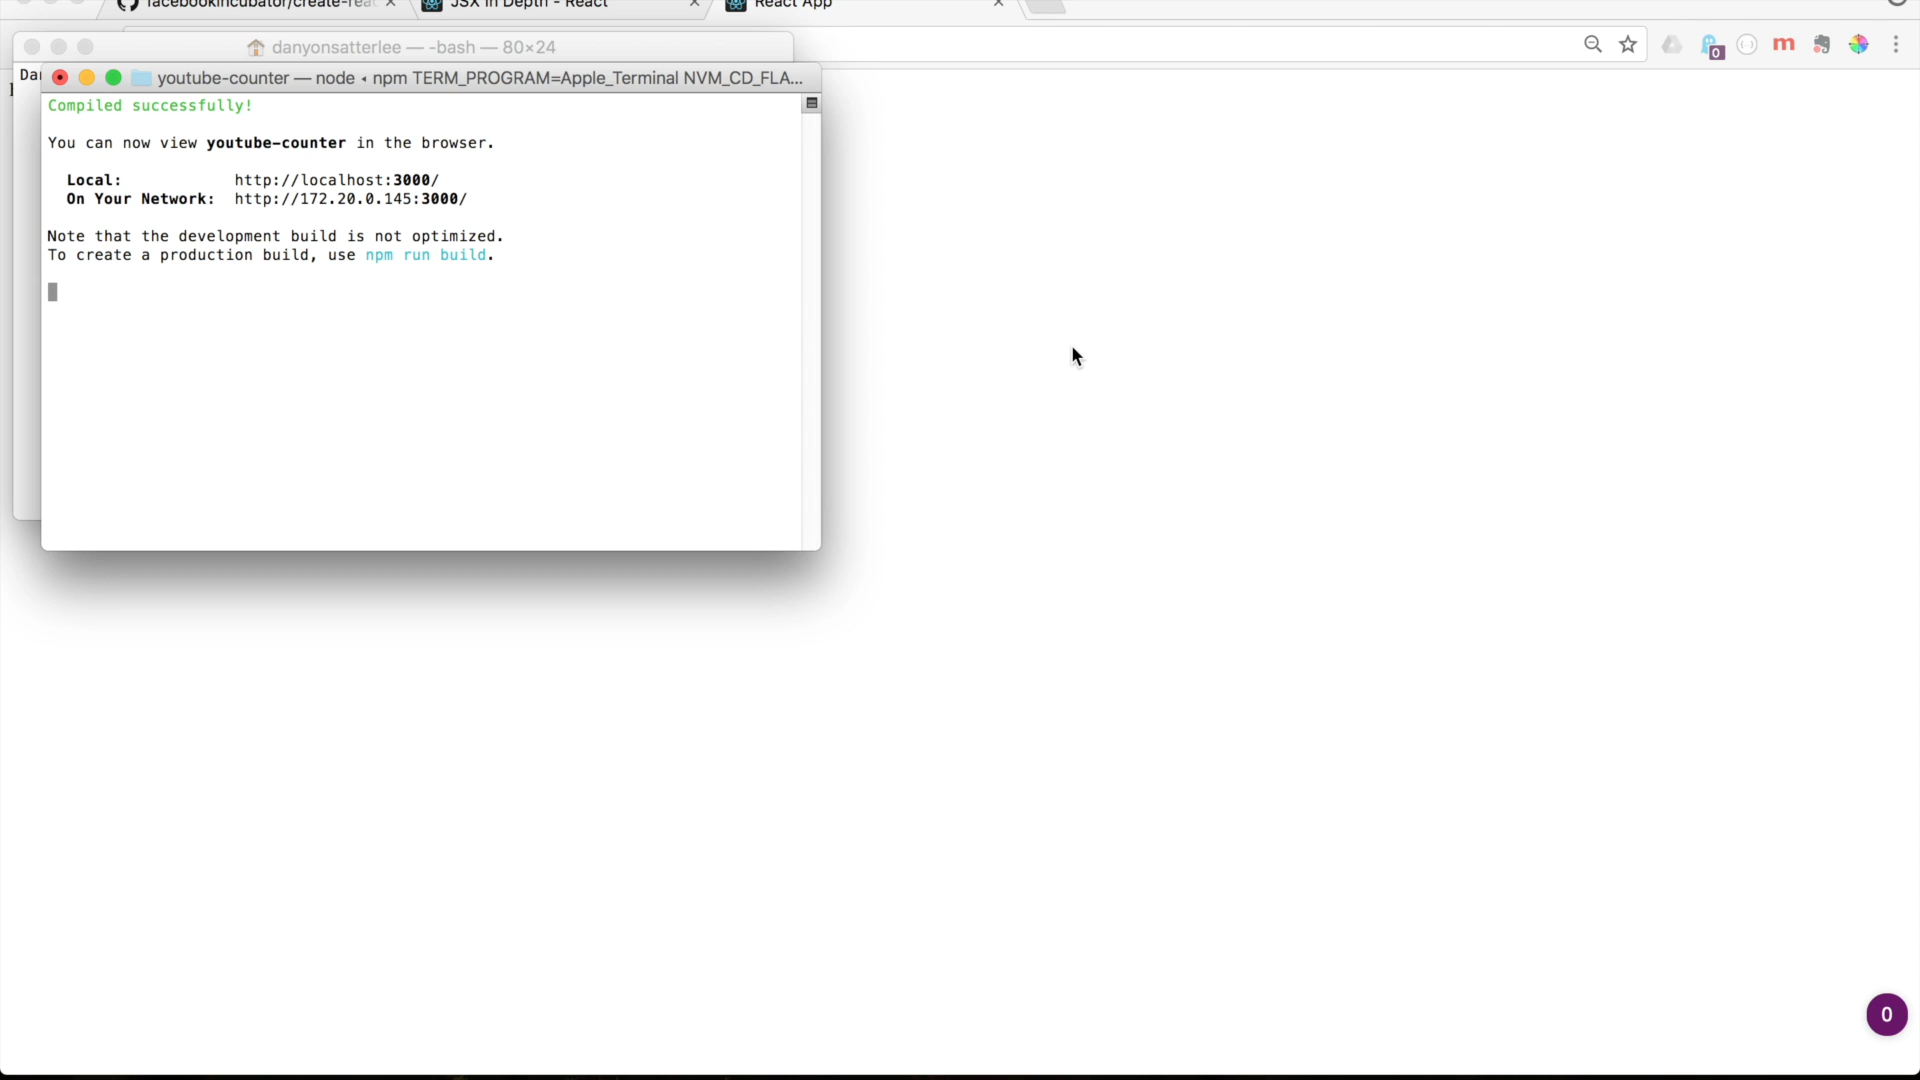 facebookincubator/create-reac
JSX In Depth - React
React App
danyonsatterlee — -bash — 80×24
0
m
Dan
youtube-counter — node ◂ npm TERM_PROGRAM=Apple_Terminal NVM_CD_FLA...
Compiled successfully!
You can now view youtube-counter in the browser.
Local: http://localhost:3000/
On Your Network: http://172.20.0.145:3000/
Note that the development build is not optimized.
To create a production build, use npm run build.
0